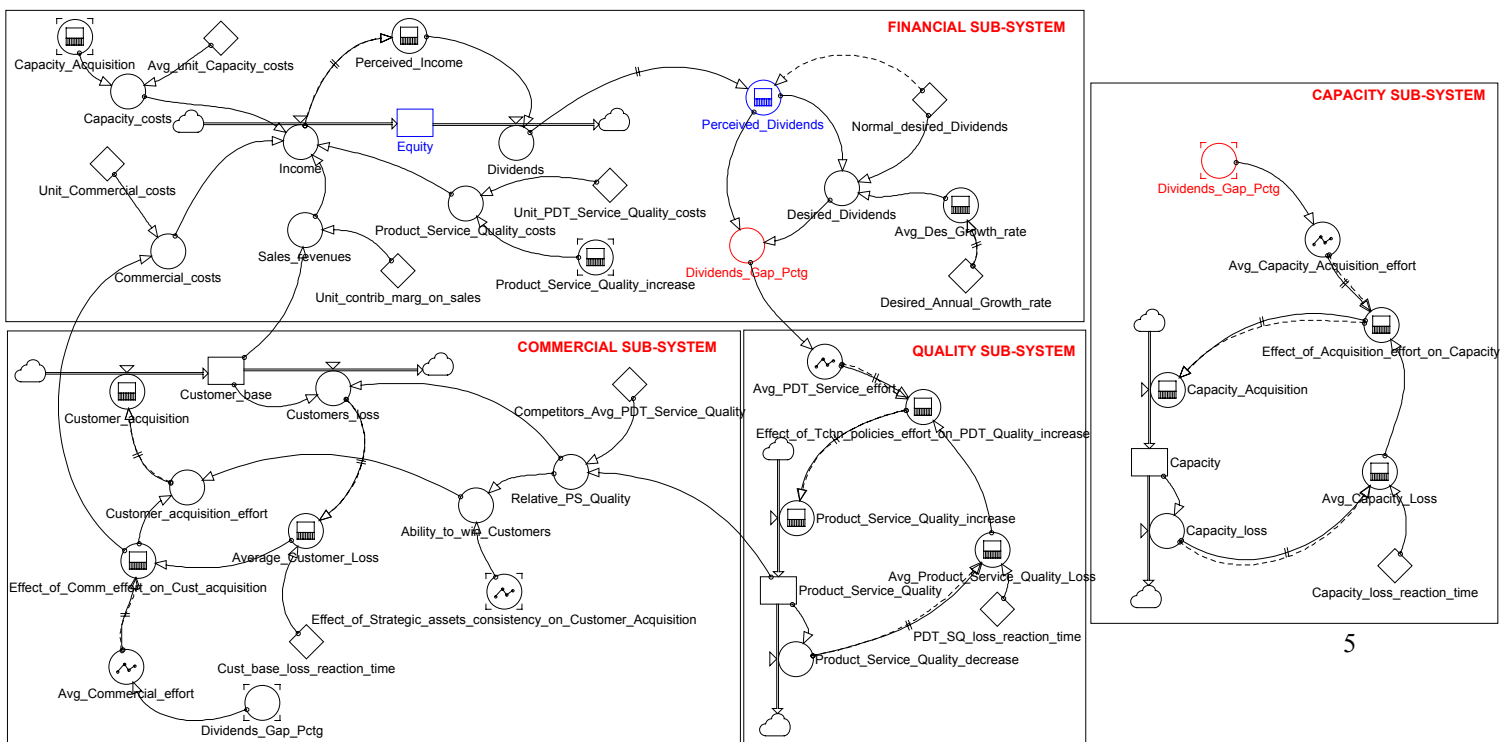 FINANCIAL SUB-SYSTEM
Capacity_Acquisition
Avg_unit_Capacity_costs
Perceived_Income
Capacity_costs
Equity
Income
Dividends
Perceived_Dividends
Normal_desired_Dividends
Unit_Commercial_costs
Unit_PDT_Service_Quality_costs
Product_Service_Quality_costs
Desired_Dividends
Avg_Des_Growth_rate
Commercial_costs
Sales_revenues
Unit_contrib_marg_on_sales
Product_Service_Quality_increase
Dividends_Gap_Pctg
Desired_Annual_Growth_rate
COMMERCIAL SUB-SYSTEM
Customer_base
Customer_acquisition
Customers_loss
Competitors_Avg_PDT_Service_Quality
Relative_PS_Quality
Customer_acquisition_effort
Ability_to_win_Customers
Average_Customer_Loss
Effect_of_Comm_effort_on_Cust_acquisition
Effect_of_Strategic_assets_consistency_on_Customer_Acquisition
Cust_base_loss_reaction_time
Avg_Commercial_effort
Dividends_Gap_Pctg
QUALITY SUB-SYSTEM
Avg_PDT_Service_effort
Effect_of_Tchn_policies_effort_on_PDT_Quality_increase
Product_Service_Quality_increase
Avg_Product_Service_Quality_Loss
Product_Service_Quality
PDT_SQ_loss_reaction_time
Product_Service_Quality_decrease
CAPACITY SUB-SYSTEM
Dividends_Gap_Pctg
Avg_Capacity_Acquisition_effort
Effect_of_Acquisition_effort_on_Capacity
Capacity_Acquisition
Capacity
Avg_Capacity_Loss
Capacity_loss
Capacity_loss_reaction_time
5